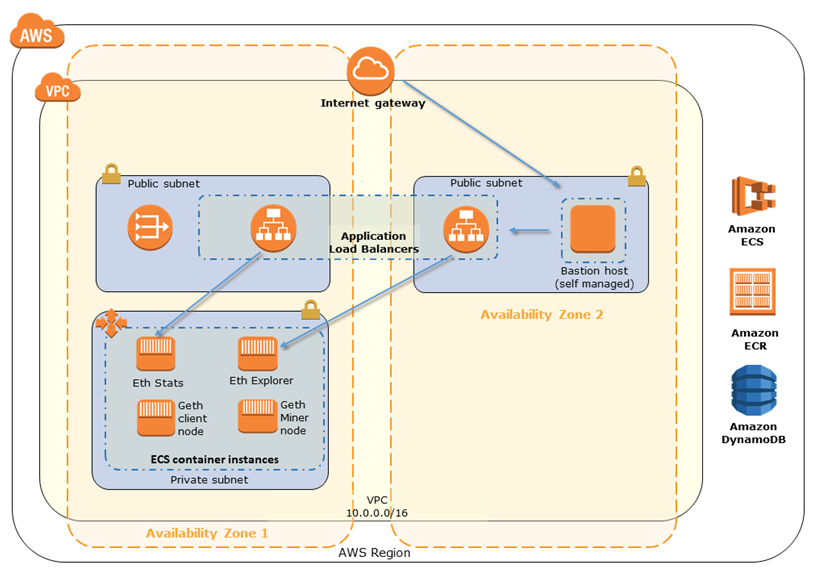 AWS
VPC
Internet gateway
Public subnet
Public subnet
Application
Load Balancers
Bastion host
(self managed)
Amazon
ECS
Availability Zone 2
Amazon
ECR
Eth Stats
Eth Explorer
Geth
client
node
Geth
Miner
node
ECS container instances
Private subnet
Amazon
DynamoDB
VPC
10.0.0.0/16
Availability Zone 1
AWS Region